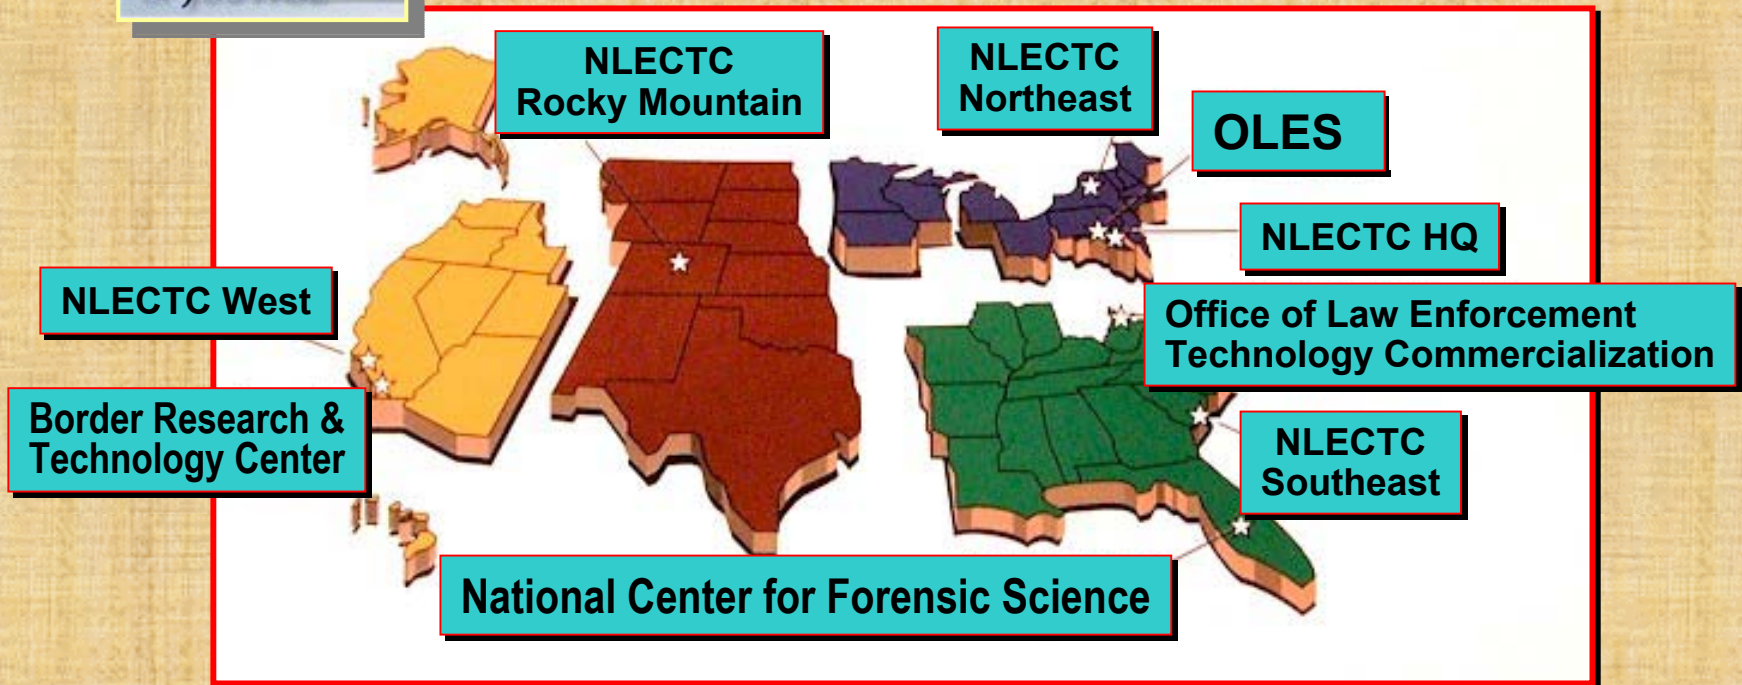 NLECTC
Rocky Mountain
NLECTC
Northeast
OLES
NLECTC HQ
NLECTC West
Office of Law Enforcement
Technology Commercialization
Border Research &
Technology Center
NLECTC
Southeast
National Center for Forensic Science